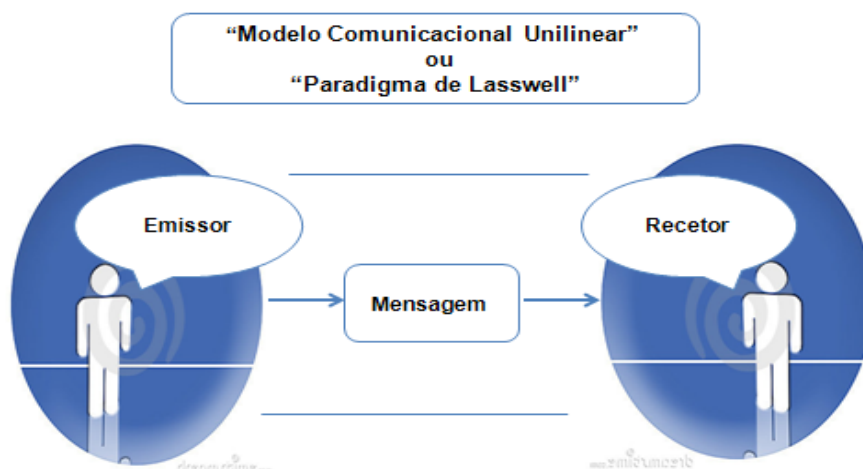 “Modelo Comunicacional Unilinear”
ou
“Paradigma de Lasswell”
Emissor
Recetor
Mensagem